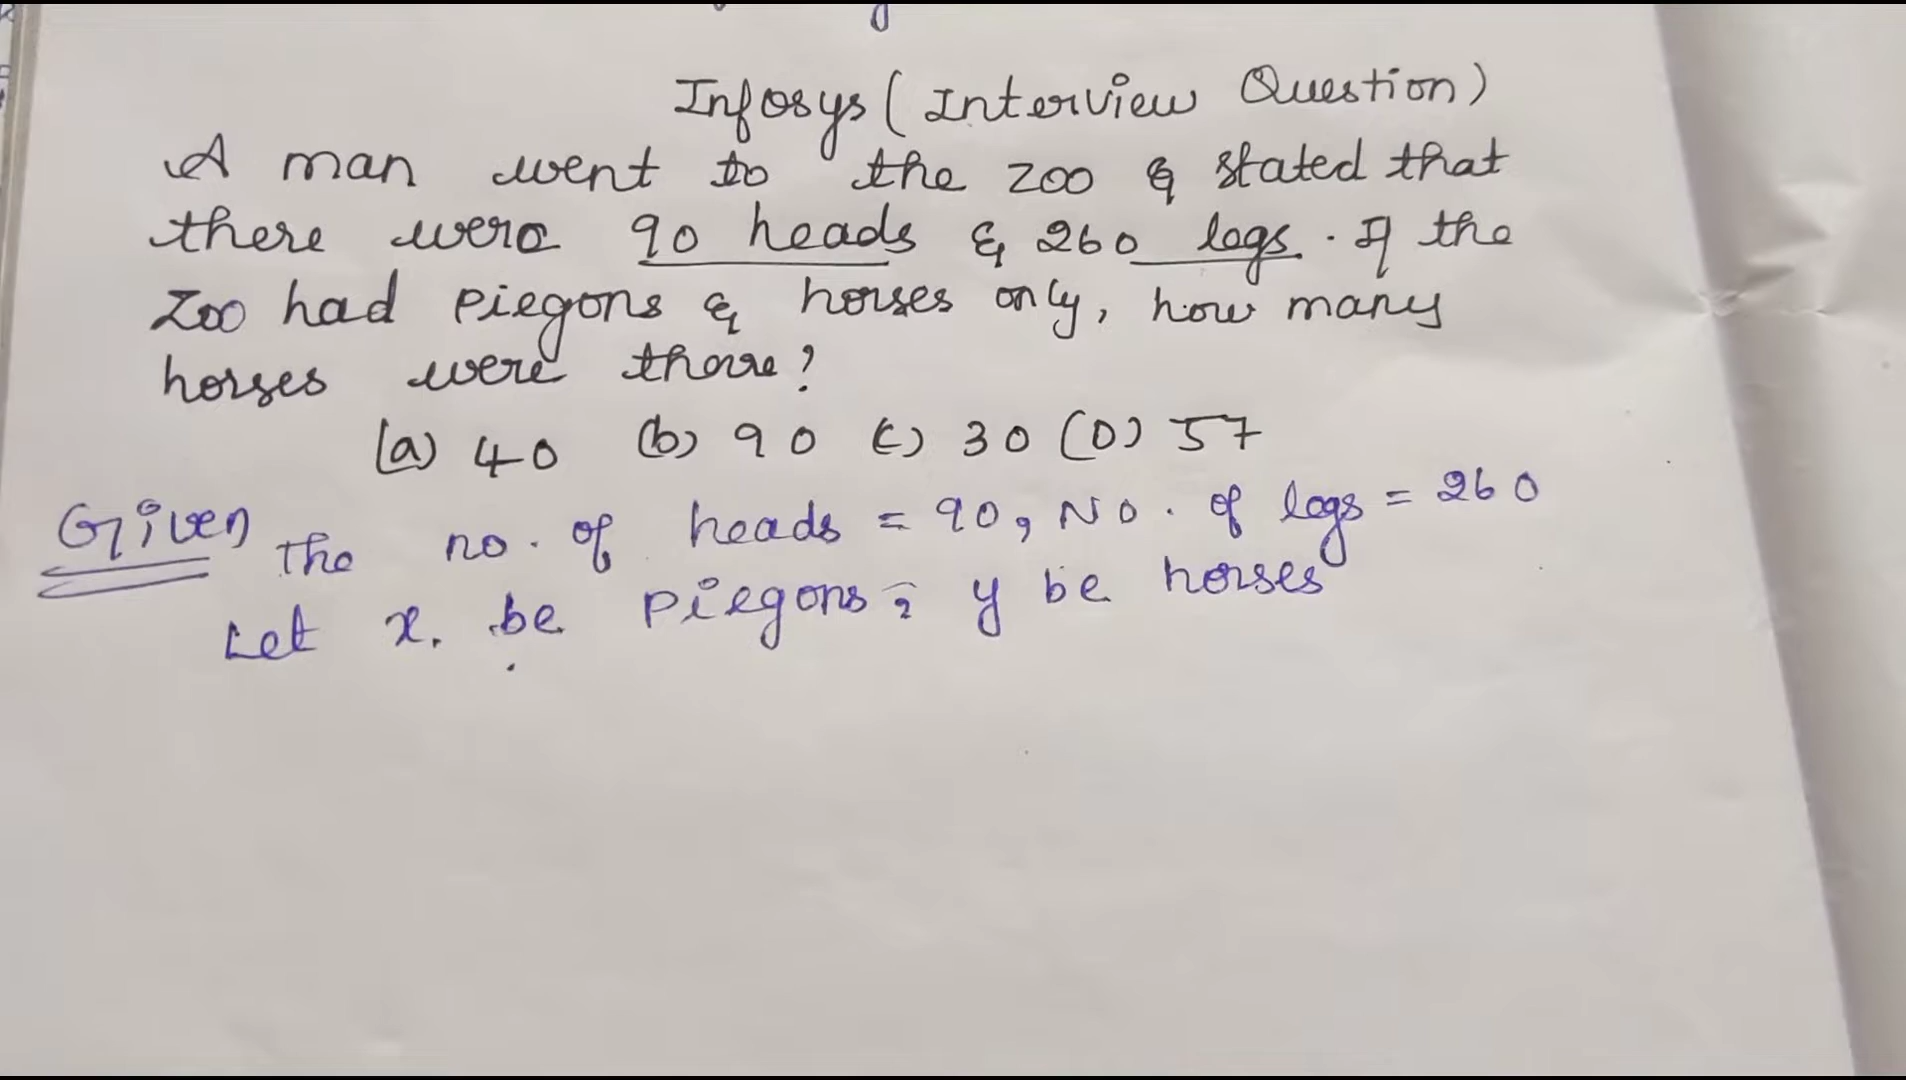 Infosys (Interview Question)
A man went to the zoo & stated that
there were 90 heads & 260 legs. If the
zoo had piegons & horses only, how many
horses were there?
(a) 40 (b) 90 (c) 30 (D) 57
Given the no. of heads = 90, No. of legs = 260
Let x. be piegons, y be horses